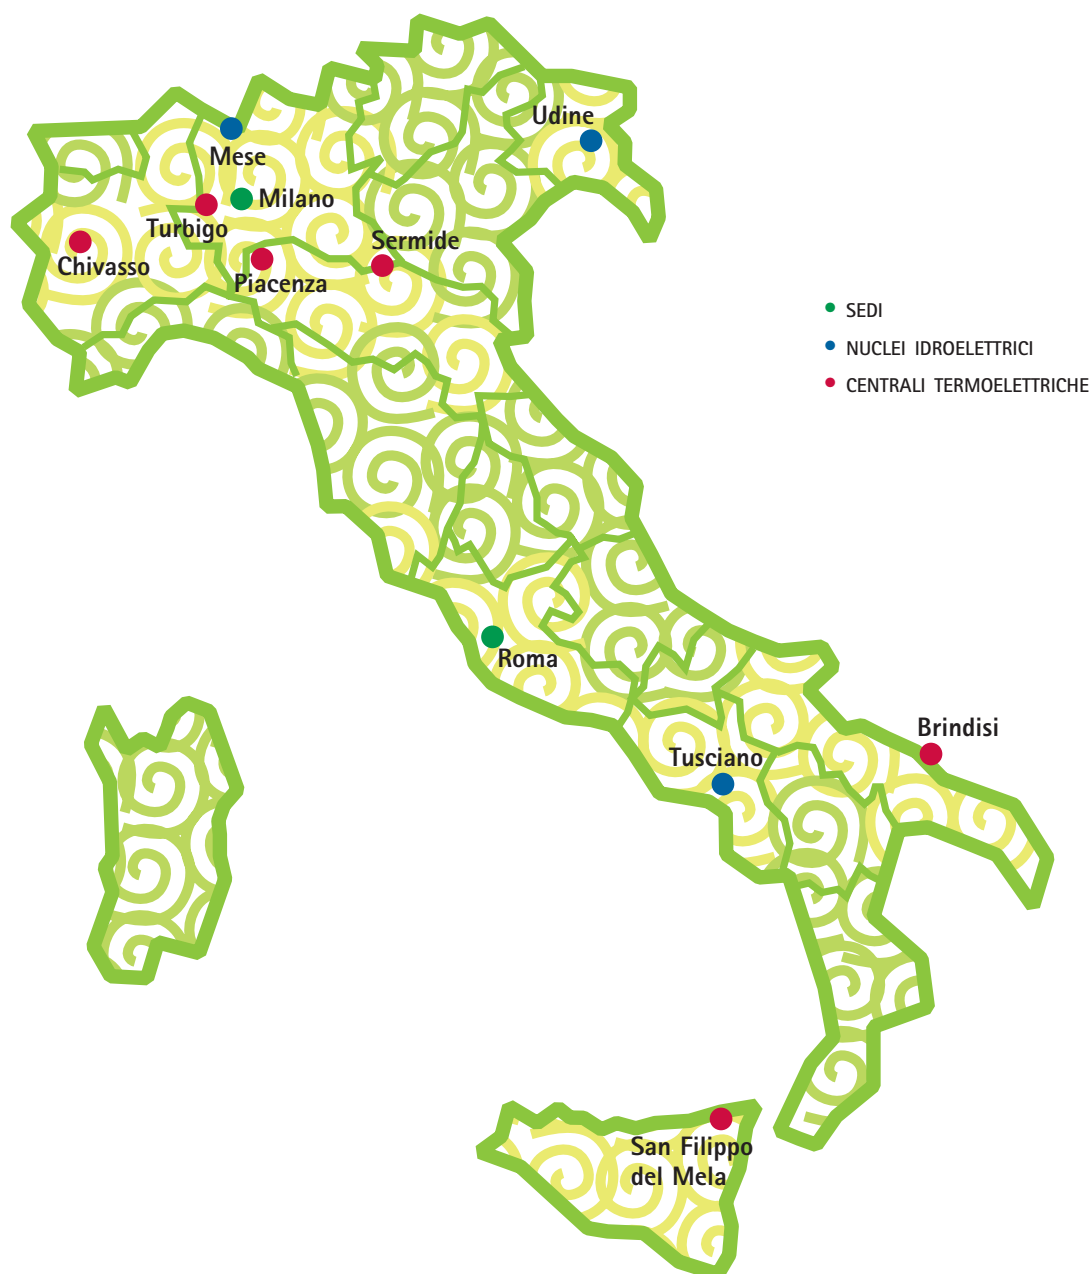 Udine
Mese
Milano
Turbigo
Sermide
Chivasso
Piacenza
SEDI
NUCLEI IDROELETTRICI
CENTRALI TERMOELETTRICHE
Roma
Brindisi
Tusciano
San Filippo
del Mela